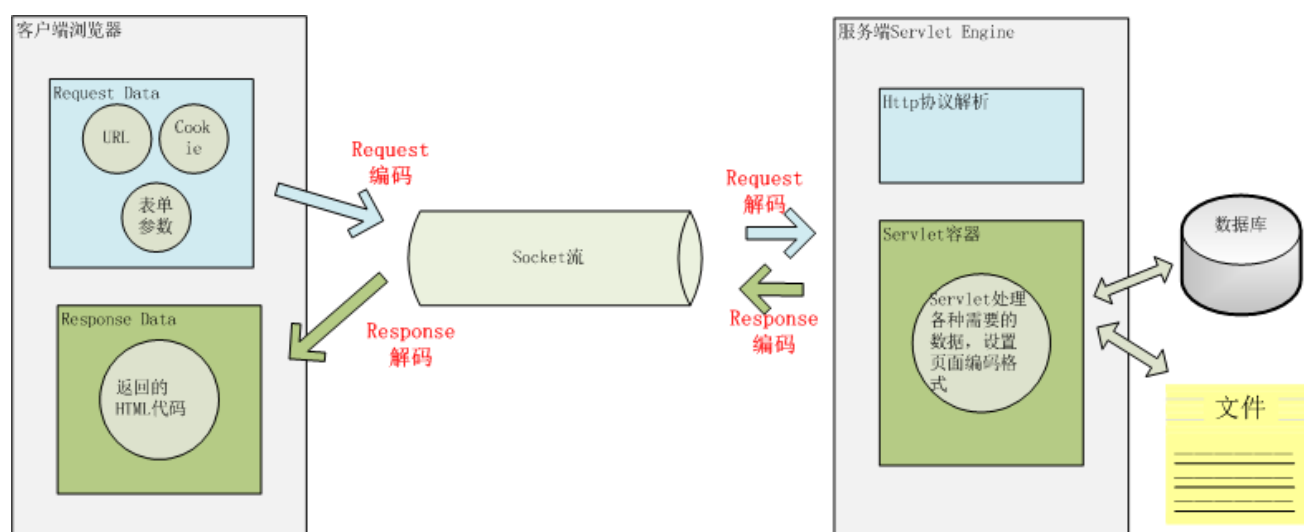 客户端浏览器
Request Data
URL
Cook
ie
表单
参数
Response Data
返回的
HTML代码
Request
编码
Response
解码
Socket流
Request
解码
Response
编码
服务端Servlet Engine
Http协议解析
Servlet容器
Servlet处理
各种需要的
数据，设置
页面编码格
式
数据库
文件